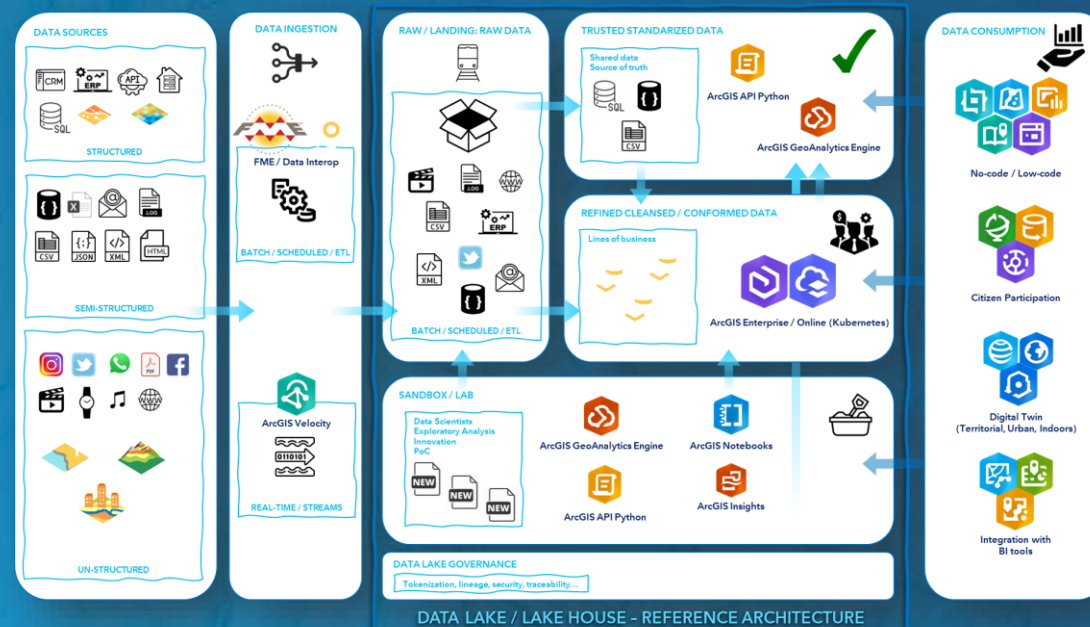 DATA SOURCES
CRM
ERP
API
SQL
STRUCTURED
X
.LOG
CSV
JSON
XML
HTML
SEMI-STRUCTURED
PDF
WWW
UN-STRUCTURED
DATA INGESTION
FME
FME / Data Interop
BATCH / SCHEDULED / ETL
ArcGIS Velocity
0110101
REAL-TIME / STREAMS
RAW / LANDING: RAW DATA
.LOG
WWW
CSV
ERP
XML
BATCH / SCHEDULED / ETL
TRUSTED STANDARIZED DATA
Shared data
Source of truth
SQL
CSV
ArcGIS API Python
ArcGIS GeoAnalytics Engine
REFINED CLEANSED / CONFORMED DATA
Lines of business
ArcGIS Enterprise / Online (Kubernetes)
SANDBOX / LAB
Data Scientists
Exploratory Analysis
Innovation
PoC
NEW
NEW
NEW
ArcGIS GeoAnalytics Engine
ArcGIS Notebooks
ArcGIS API Python
ArcGIS Insights
DATA LAKE GOVERNANCE
Tokenization, lineage, security, traceability...
DATA LAKE / LAKE HOUSE – REFERENCE ARCHITECTURE
DATA CONSUMPTION
No-code / Low-code
Citizen Participation
Digital Twin
(Territorial, Urban, Indoors)
Integration with
BI tools